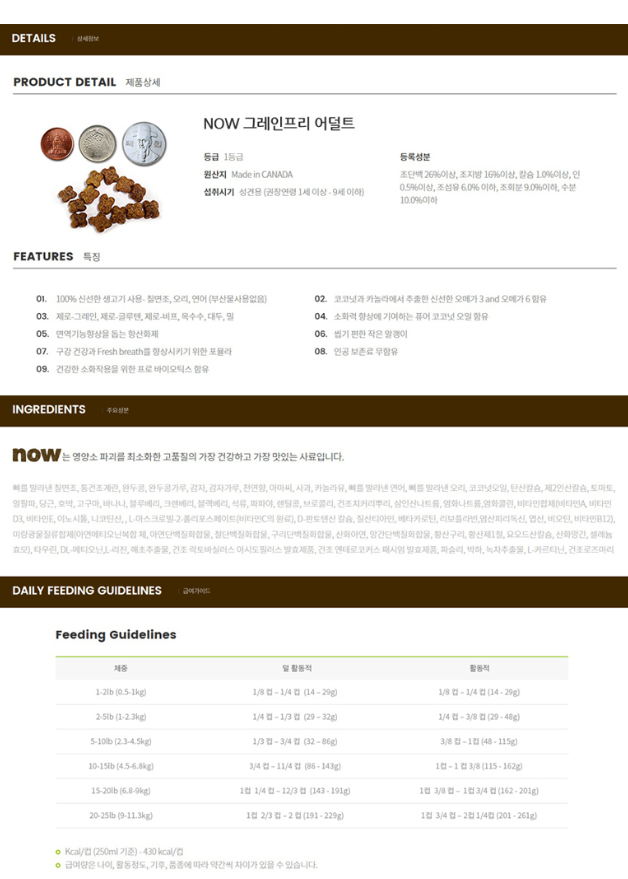 DETAILS 상세정보
PRODUCT DETAIL 제품상세
NOW 그레인프리 어덜트
등급 1등급
원산지 Made in CANADA
섭취시기 성견용 (권장연령 1세 이상 - 9세 이하)
등록성분
조단백 26%이상, 조지방 16%이상, 칼슘 1.0%이상, 인
0.5%이상, 조섬유 6.0% 이하, 조회분 9.0%이하, 수분
10.0%이하
FEATURES 특징
01. 100% 신선한 생고기 사용- 칠면조, 오리, 연어 (부산물사용없음)
02. 코코넛과 카놀라에서 추출한 신선한 오메가 3 and 오메가 6 함유
03. 제로-그레인, 제로-글루텐, 제로-비프, 옥수수, 대두, 밀
04. 소화력 향상에 기여하는 퓨어 코코넛 오일 함유
05. 면역기능향상을 돕는 항산화제
06. 씹기 편한 작은 알갱이
07. 구강 건강과 Fresh breath를 향상시키기 위한 포뮬라
08. 인공 보존료 무함유
09. 건강한 소화작용을 위한 프로 바이오틱스 함유
INGREDIENTS 주요성분
now는 영양소 파괴를 최소화한 고품질의 가장 건강하고 가장 맛있는 사료입니다.
뼈를 발라낸 칠면조, 통건조계란, 완두콩, 완두콩가루, 감자, 감자가루, 천연향, 아마씨, 사과, 카놀라유, 뼈를 발라낸 연어, 뼈를 발라낸 오리, 코코넛오일, 탄산칼슘, 제2인산칼슘, 토마토,
알팔파, 당근, 호박, 고구마, 바나나, 블루베리, 크렌베리, 블랙베리, 석류, 파파야, 렌틸콩, 브로콜리, 건조치커리뿌리, 삼인산나트륨, 염화나트륨,염화콜린, 비타민합제(비타민A, 비타민
D3, 비타민E, 이노시톨, 니코틴산, , L-아스크로빌-2-폴리포스페이트(비타민C의 원료), D-판토텐산 칼슘, 질산티아민, 베타카로틴, 리보플라빈,염산피리독신, 엽산, 비오틴, 비타민B12),
미량광물질류합제(아연메티오닌복합 체, 아연단백질화합물, 철단백질화합물, 구리단백질화합물, 산화아연, 망간단백질화합물, 황산구리, 황산제1철, 요오드산칼슘, 산화망간, 셀레늄
효모), 타우린, DL-메티오닌,L-리진, 해초추출물, 건조 락토바실러스 아시도필러스 발효제품, 건조 엔테로코커스 패시엄 발효제품, 파슬리, 박하, 녹차추출물, L-카르티닌, 건조로즈마리
DAILY FEEDING GUIDELINES 급여가이드
Feeding Guidelines
체중 덜 활동적 활동적
1-2lb (0.5-1kg) 1/8 컵 – 1/4 컵 (14 – 29g) 1/8 컵 – 1/4 컵 (14 - 29g)
2-5lb (1-2.3kg) 1/4 컵 – 1/3 컵 (29 – 32g) 1/4 컵 – 3/8 컵 (29 - 48g)
5-10lb (2.3-4.5kg) 1/3 컵 – 3/4 컵 (32 – 86g) 3/8 컵 – 1컵 (48 - 115g)
10-15lb (4.5-6.8kg) 3/4 컵 – 11/4 컵 (86 - 143g) 1컵 – 1 컵 3/8 (115 - 162g)
15-20lb (6.8-9kg) 1컵 1/4 컵 – 12/3 컵 (143 - 191g) 1컵 3/8 컵 – 1컵 3/4 컵 (162 - 201g)
20-25lb (9-11.3kg) 1컵 2/3 컵 – 2 컵 (191 - 229g) 1컵 3/4 컵 – 2컵 1/4컵 (201 - 261g)
Kcal/컵 (250ml 기준) - 430 kcal/컵
급여량은 나이, 활동정도, 기후, 품종에 따라 약간씩 차이가 있을 수 있습니다.